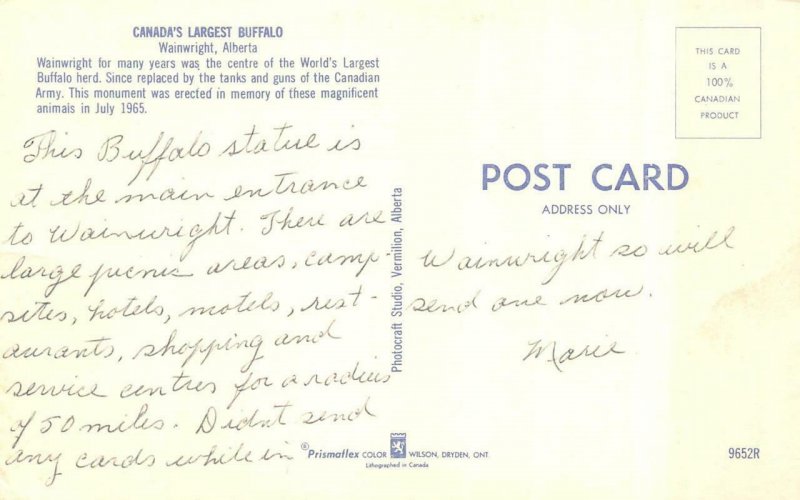 CANADA'S LARGEST BUFFALO
Wainwright, Alberta
Wainwright for many years was the centre of the World's Largest
Buffalo herd. Since replaced by the tanks and guns of the Canadian
Army. This monument was erected in memory of these magnificent
animals in July 1965.
This Buffalo statue is
at the main entrance
to Wainwright. There are
large picnic areas, camp-
sites, hotels, motels, rest-
aurants, shopping and
service centres for a radius
of 50 miles. Didn't send
any cards while in
Photocraft Studio, Vermilion, Alberta
THIS CARD
IS A
100%
CANADIAN
PRODUCT
POST CARD
ADDRESS ONLY
Wainwright so will
send one now.
Marie
® Prismaflex COLOR WILSON, DRYDEN, ONT.
Lithographed in Canada
9652R